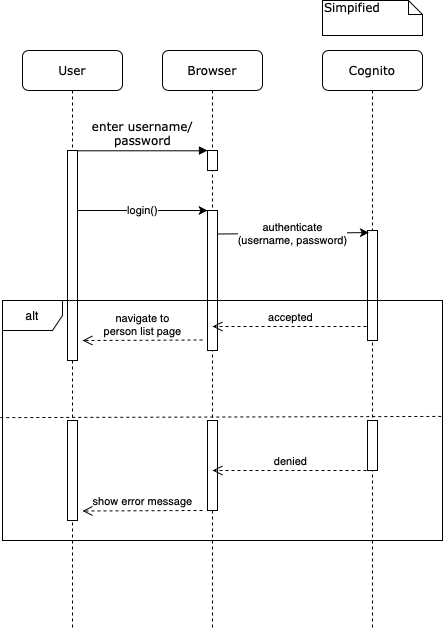 Simpified
User
Browser
Cognito
enter username/
password
login()
authenticate
(username, password)
alt
navigate to
person list page
accepted
denied
show error message